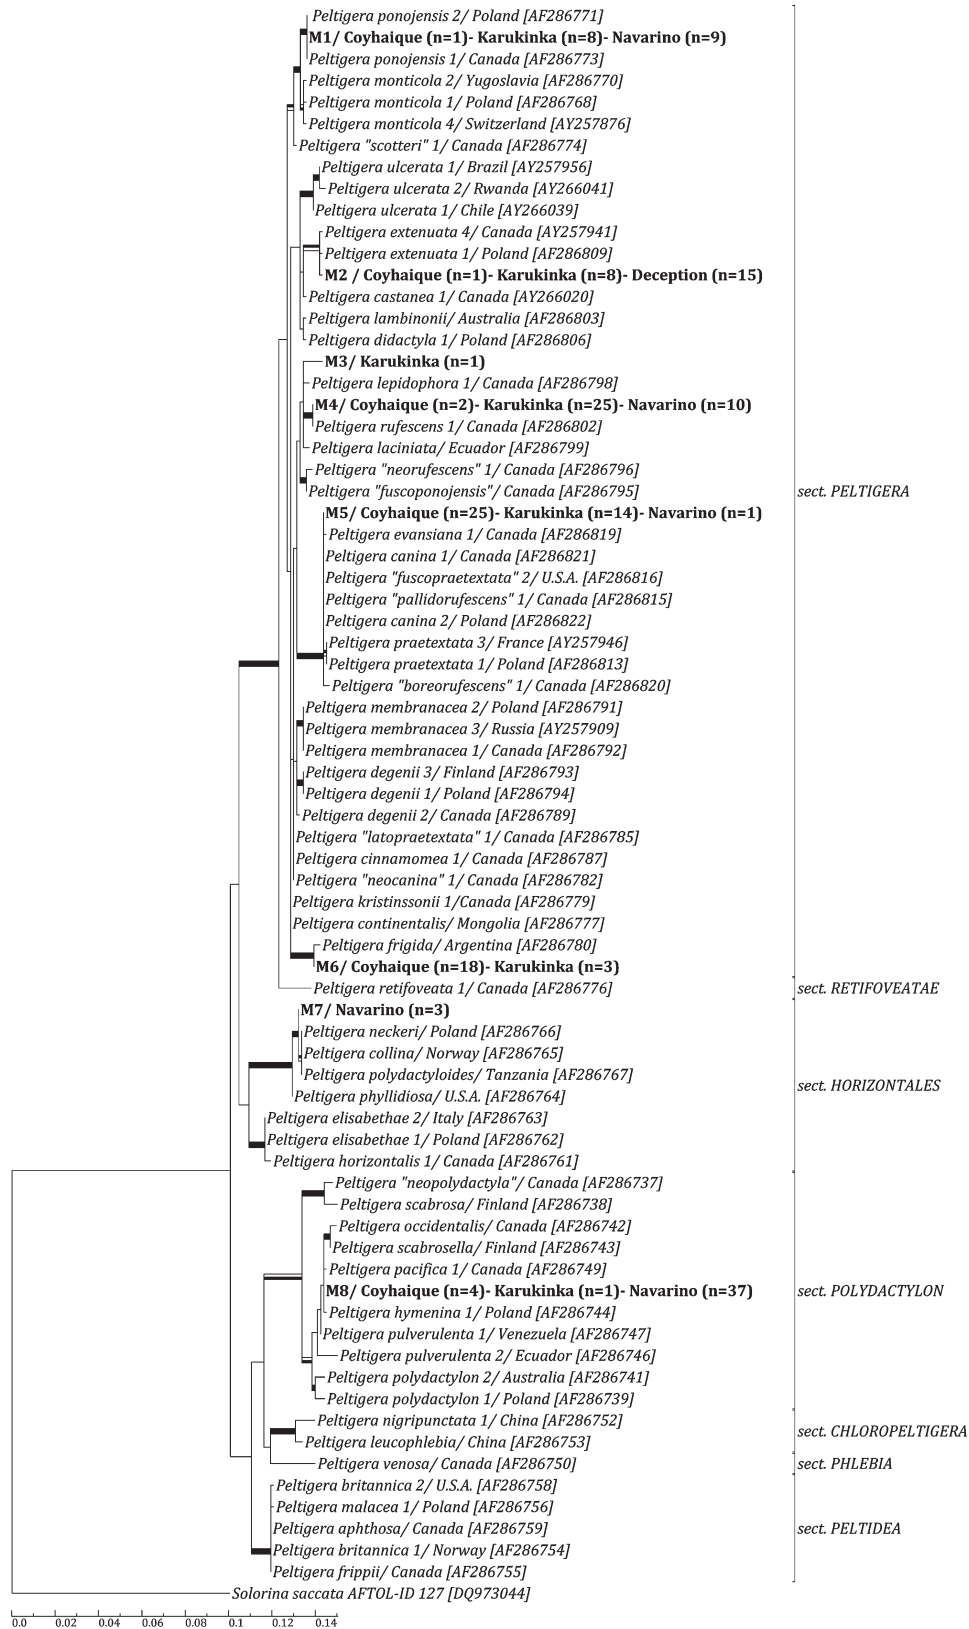 Peltigera ponojensis 2/ Poland [AF286771]
M1/ Coyhaique (n=1)- Karukinka (n=8)- Navarino (n=9)
Peltigera ponojensis 1/ Canada [AF286773]
Peltigera monticola 2/ Yugoslavia [AF286770]
Peltigera monticola 1/ Poland [AF286768]
Peltigera monticola 4/ Switzerland [AY257876]
Peltigera "scotteri" 1/ Canada [AF286774]
Peltigera ulcerata 1/ Brazil [AY257956]
Peltigera ulcerata 2/ Rwanda [AY266041]
Peltigera ulcerata 1/ Chile [AY266039]
Peltigera extenuata 4/ Canada [AY257941]
Peltigera extenuata 1/ Poland [AF286809]
M2 / Coyhaique (n=1)- Karukinka (n=8)- Deception (n=15)
Peltigera castanea 1/ Canada [AY266020]
Peltigera lambinonii/ Australia [AF286803]
Peltigera didactyla 1/ Poland [AF286806]
M3/ Karukinka (n=1)
Peltigera lepidophora 1/ Canada [AF286798]
M4/ Coyhaique (n=2)- Karukinka (n=25)- Navarino (n=10)
Peltigera rufescens 1/ Canada [AF286802]
Peltigera laciniata/ Ecuador [AF286799]
Peltigera "neorufescens" 1/ Canada [AF286796]
Peltigera "fuscoponojensis"/ Canada [AF286795]
sect. PELTIGERA
M5/ Coyhaique (n=25)- Karukinka (n=14)- Navarino (n=1)
Peltigera evansiana 1/ Canada [AF286819]
Peltigera canina 1/ Canada [AF286821]
Peltigera "fuscopraetextata" 2/ U.S.A. [AF286816]
Peltigera "pallidorufescens" 1/ Canada [AF286815]
Peltigera canina 2/ Poland [AF286822]
Peltigera praetextata 3/ France [AY257946]
Peltigera praetextata 1/ Poland [AF286813]
Peltigera "boreorufescens" 1/ Canada [AF286820]
Peltigera membranacea 2/ Poland [AF286791]
Peltigera membranacea 3/ Russia [AY257909]
Peltigera membranacea 1/ Canada [AF286792]
Peltigera degenii 3/ Finland [AF286793]
Peltigera degenii 1/ Poland [AF286794]
Peltigera degenii 2/ Canada [AF286789]
Peltigera "latopraetextata" 1/ Canada [AF286785]
Peltigera cinnamomea 1/ Canada [AF286787]
Peltigera "neocanina" 1/ Canada [AF286782]
Peltigera kristinssonii 1/Canada [AF286779]
Peltigera continentalis/ Mongolia [AF286777]
Peltigera frigida/ Argentina [AF286780]
M6/ Coyhaique (n=18)- Karukinka (n=3)
Peltigera retifoveata 1/ Canada [AF286776]
sect. RETIFOVEATAE
M7/ Navarino (n=3)
Peltigera neckeri/ Poland [AF286766]
Peltigera collina/ Norway [AF286765]
Peltigera polydactyloides/ Tanzania [AF286767]
sect. HORIZONTALES
Peltigera phyllidiosa/ U.S.A. [AF286764]
Peltigera elisabethae 2/ Italy [AF286763]
Peltigera elisabethae 1/ Poland [AF286762]
Peltigera horizontalis 1/ Canada [AF286761]
Peltigera "neopolydactyla"/ Canada [AF286737]
Peltigera scabrosa/ Finland [AF286738]
Peltigera occidentalis/ Canada [AF286742]
Peltigera scabrosella/ Finland [AF286743]
Peltigera pacifica 1/ Canada [AF286749]
M8/ Coyhaique (n=4)- Karukinka (n=1)- Navarino (n=37)
sect. POLYDACTYLON
Peltigera hymenina 1/ Poland [AF286744]
Peltigera pulverulenta 1/ Venezuela [AF286747]
Peltigera pulverulenta 2/ Ecuador [AF286746]
Peltigera polydactylon 2/ Australia [AF286741]
Peltigera polydactylon 1/ Poland [AF286739]
Peltigera nigripunctata 1/ China [AF286752]
sect. CHLOROPELTIGERA
Peltigera leucophlebia/ China [AF286753]
Peltigera venosa/ Canada [AF286750]
sect. PHLEBIA
Peltigera britannica 2/ U.S.A. [AF286758]
Peltigera malacea 1/ Poland [AF286756]
Peltigera aphthosa/ Canada [AF286759]
sect. PELTIDEA
Peltigera britannica 1/ Norway [AF286754]
Peltigera frippii/ Canada [AF286755]
Solorina saccata AFTOL-ID 127 [DQ973044]
0.0 0.02 0.04 0.06 0.08 0.1 0.12 0.14